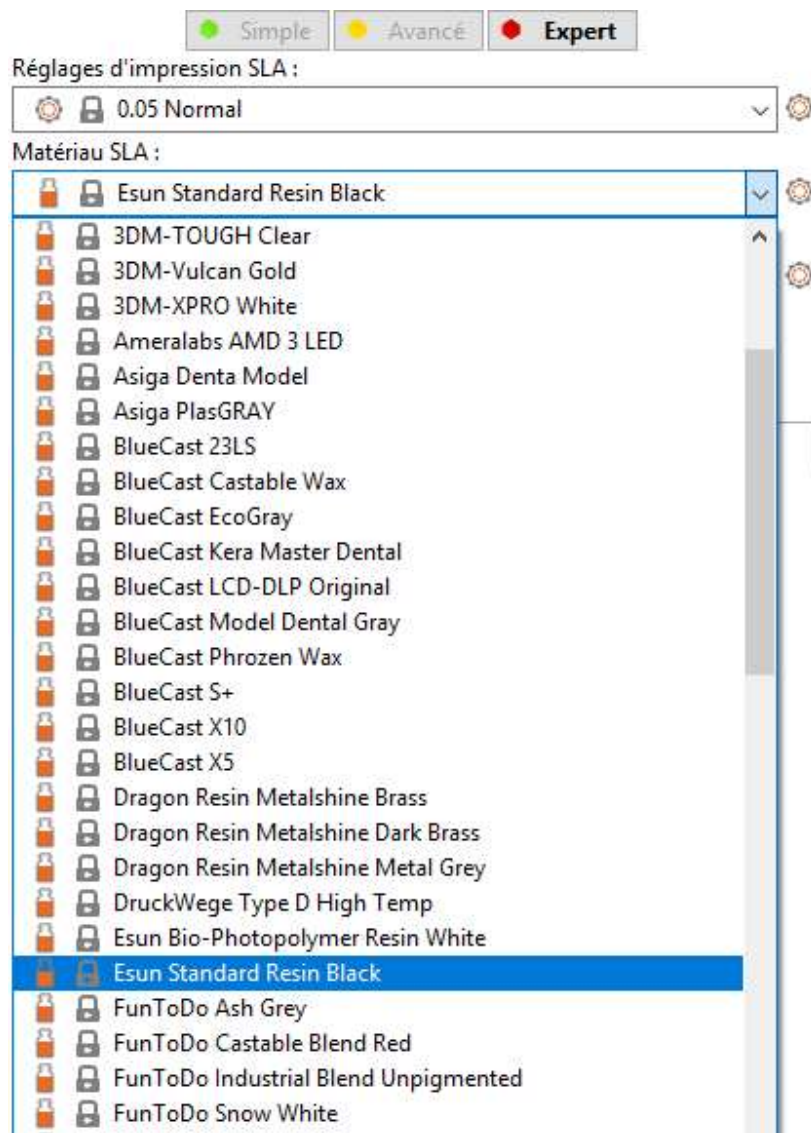 Simple Avancé Expert
Réglages d'impression SLA :
0.05 Normal
Matériau SLA :
Esun Standard Resin Black
3DM-TOUGH Clear
3DM-Vulcan Gold
3DM-XPRO White
Ameralabs AMD 3 LED
Asiga Denta Model
Asiga PlasGRAY
BlueCast 23LS
BlueCast Castable Wax
BlueCast EcoGray
BlueCast Kera Master Dental
BlueCast LCD-DLP Original
BlueCast Model Dental Gray
BlueCast Phrozen Wax
BlueCast S+
BlueCast X10
BlueCast X5
Dragon Resin Metalshine Brass
Dragon Resin Metalshine Dark Brass
Dragon Resin Metalshine Metal Grey
DruckWege Type D High Temp
Esun Bio-Photopolymer Resin White
Esun Standard Resin Black
FunToDo Ash Grey
FunToDo Castable Blend Red
FunToDo Industrial Blend Unpigmented
FunToDo Snow White